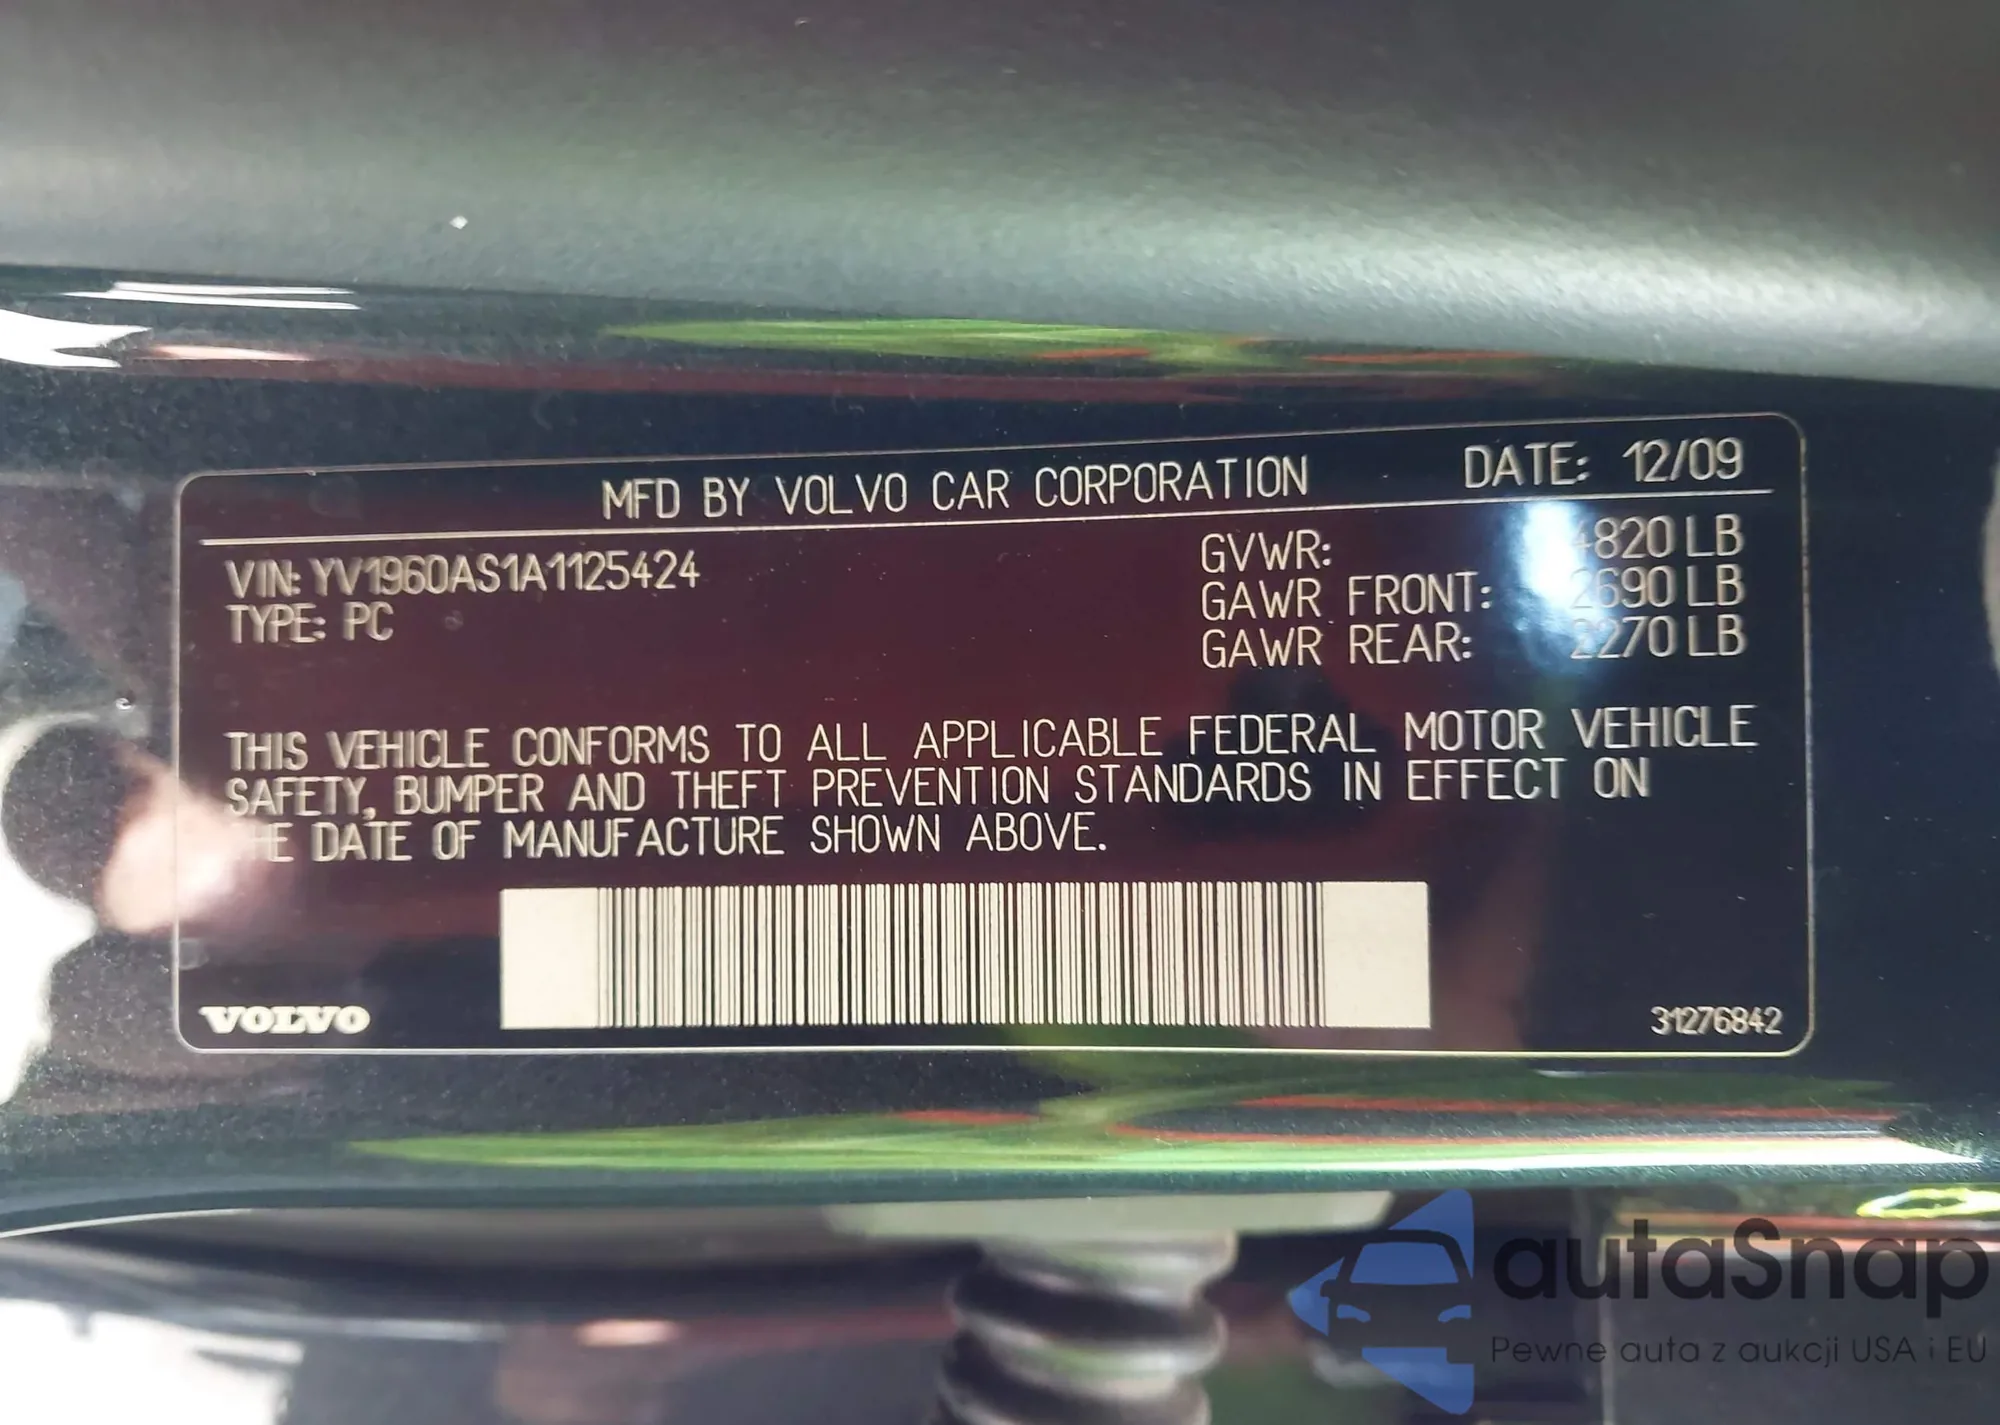 MFD BY VOLVO CAR CORPORATION DATE: 12/09
VIN: YV1960AS1A1125424
TYPE: PC
GVWR: 4820 LB
GAWR FRONT: 2690 LB
GAWR REAR: 2270 LB
THIS VEHICLE CONFORMS TO ALL APPLICABLE FEDERAL MOTOR VEHICLE
SAFETY, BUMPER AND THEFT PREVENTION STANDARDS IN EFFECT ON
THE DATE OF MANUFACTURE SHOWN ABOVE.
VOLVO
31276842
autaSnap
Pewne auta z aukcji USA i EU